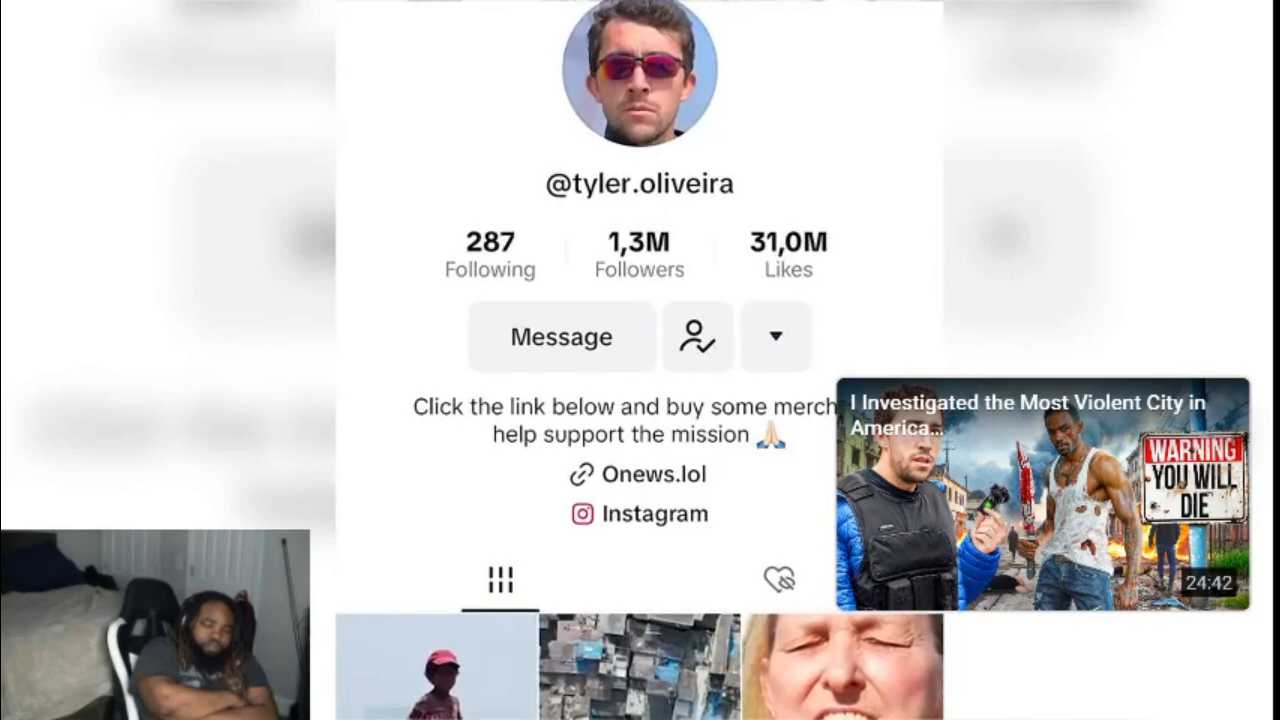 @tyler.oliveira
287
1,3M
31,0M
Following
Followers
Likes
Message
Click the link below and buy some merch
help support the mission 🙏🏻
Onews.lol
Instagram
I Investigated the Most Violent City in
America...
WARNING
YOU WILL
DIE
24:42